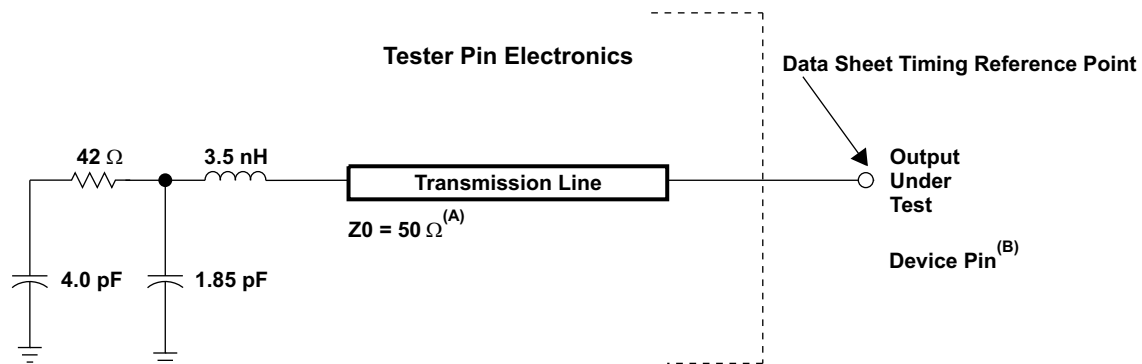 Tester Pin Electronics
Data Sheet Timing Reference Point
42 Ω
3.5 nH
Transmission Line
Output
Under
Test
Z0 = 50 Ω(A)
Device Pin(B)
4.0 pF
1.85 pF